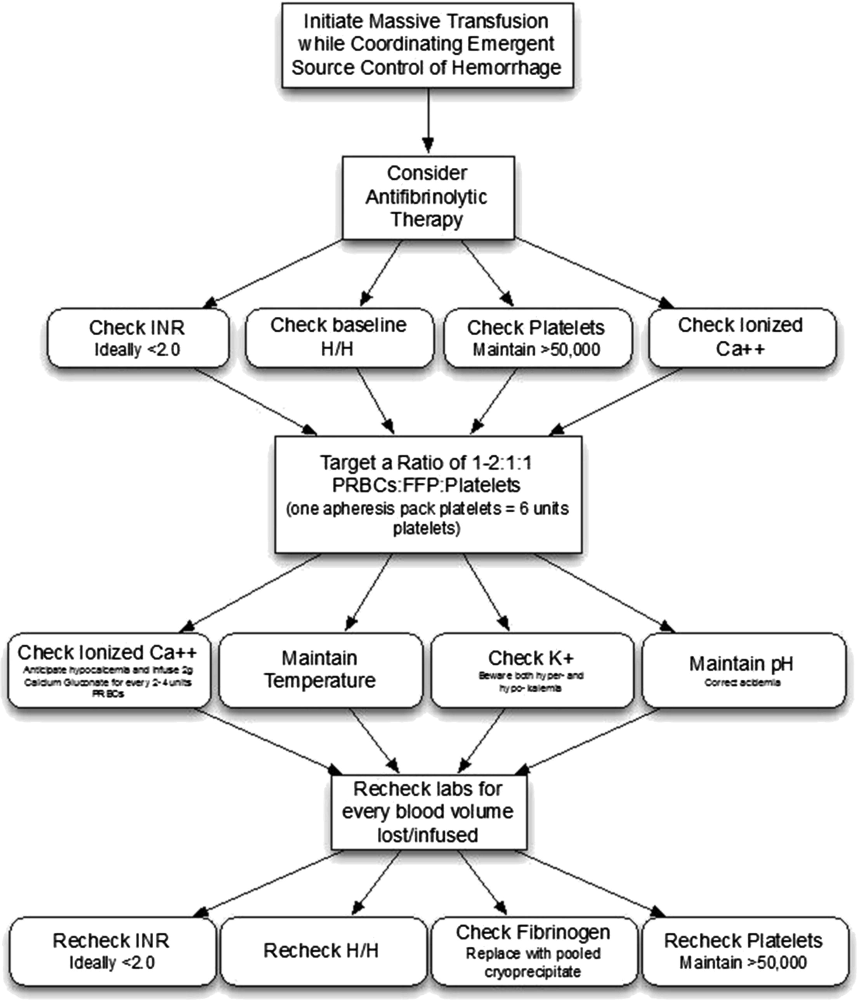 Initiate Massive Transfusion
while Coordinating Emergent
Source Control of Hemorrhage
Consider
Antifibrinolytic
Therapy
Check INR
Ideally <2.0
Check baseline
H/H
Check Platelets
Maintain >50,000
Check Ionized
Ca++
Target a Ratio of 1-2:1:1
PRBCs:FFP:Platelets
(one apheresis pack platelets = 6 units
platelets)
Check Ionized Ca++
Anticipate hypocalcemia and infuse 2g
Calcium Gluconate for every 2-4 units
PRBCs
Maintain
Temperature
Check K+
Beware both hyper- and
hypo-kalemia
Maintain pH
Correct acidemia
Recheck labs for
every blood volume
lost/infused
Recheck INR
Ideally <2.0
Recheck H/H
Check Fibrinogen
Replace with pooled
cryoprecipitate
Recheck Platelets
Maintain >50,000